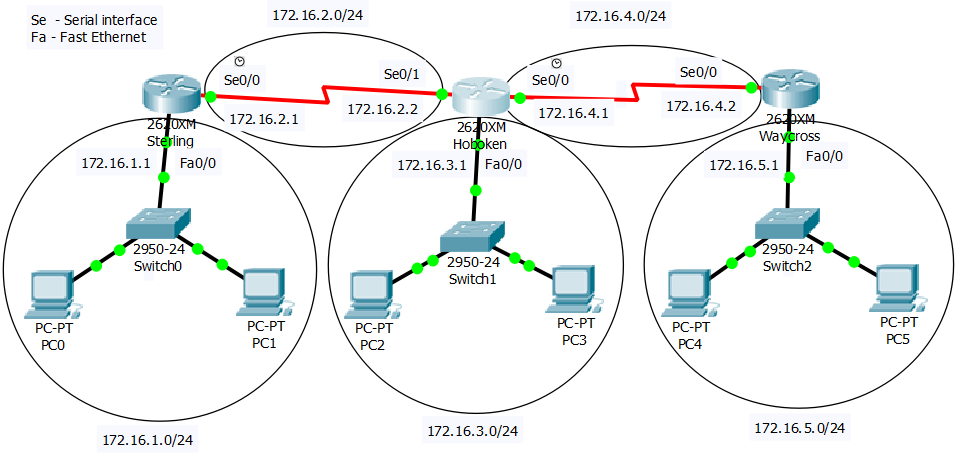 Se - Serial interface
Fa - Fast Ethernet
172.16.2.0/24
172.16.4.0/24
Se0/0
Se0/1
Se0/0
Se0/0
172.16.2.1
172.16.2.2
172.16.4.1
172.16.4.2
2620XM
Sterling
2620XM
Hoboken
2620XM
Waycross
172.16.1.1
Fa0/0
172.16.3.1
Fa0/0
172.16.5.1
Fa0/0
2950-24
Switch0
2950-24
Switch1
2950-24
Switch2
PC-PT
PC0
PC-PT
PC1
PC-PT
PC2
PC-PT
PC3
PC-PT
PC4
PC-PT
PC5
172.16.1.0/24
172.16.3.0/24
172.16.5.0/24